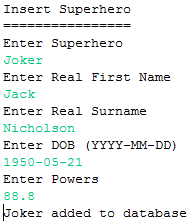 Insert Superhero
================
Enter Superhero
Joker
Enter Real First Name
Jack
Enter Real Surname
Nicholson
Enter DOB (YYYY-MM-DD)
1950-05-21
Enter Powers
88.8
Joker added to database